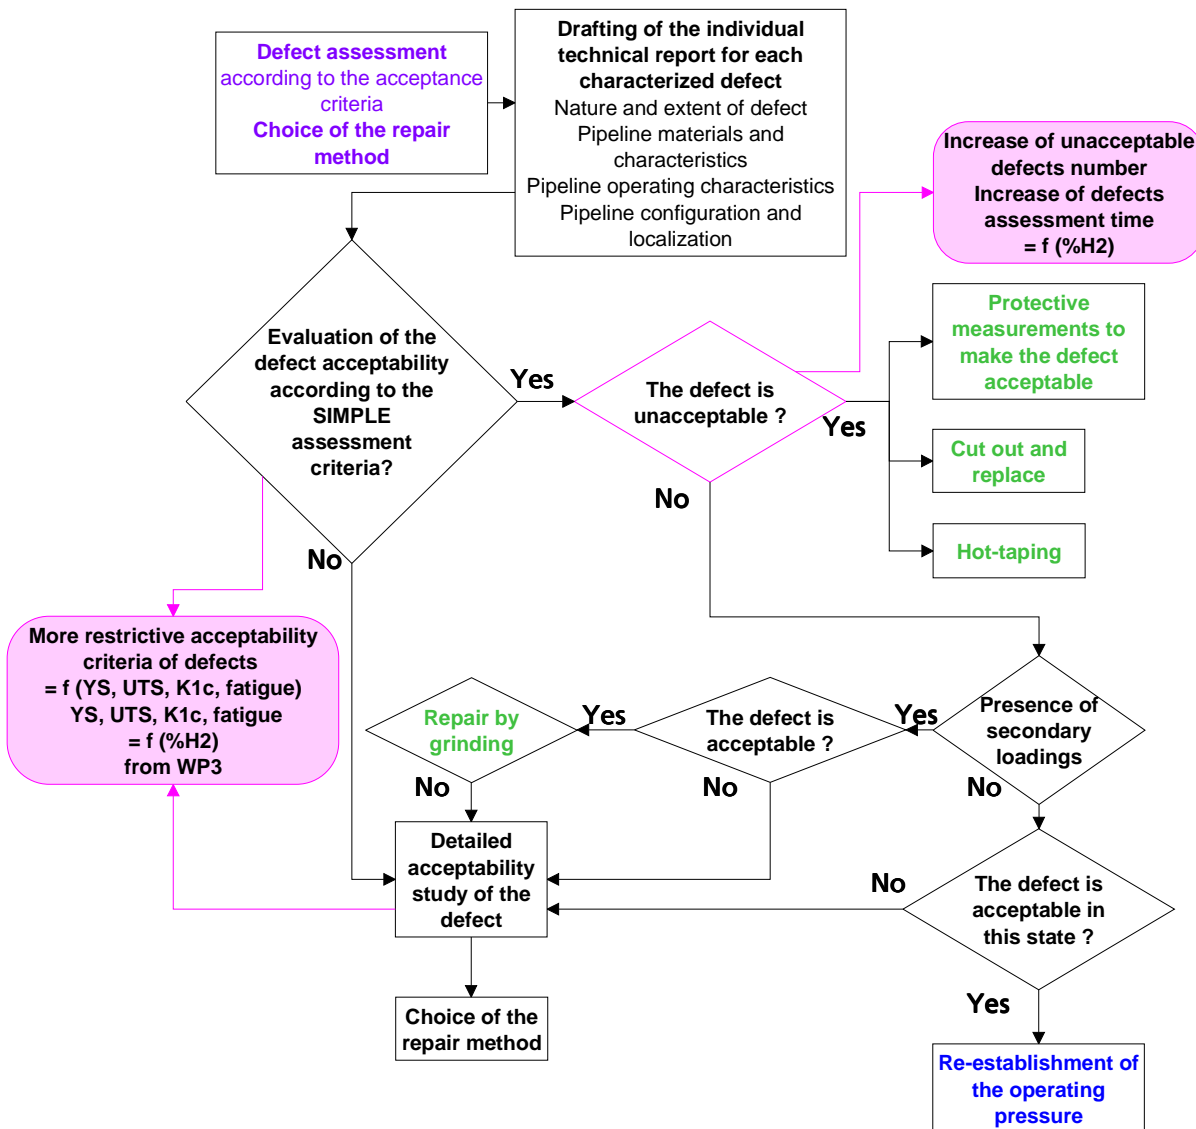 Defect assessment
according to the acceptance
criteria
Choice of the repair
method
Drafting of the individual
technical report for each
characterized defect
Nature and extent of defect
Pipeline materials and
characteristics
Pipeline operating characteristics
Pipeline configuration and
localization
Increase of unacceptable
defects number
Increase of defects
assessment time
= f (%H2)
Evaluation of the
defect acceptability
according to the
SIMPLE
assessment
criteria?
Yes
No
The defect is
unacceptable ?
Yes
No
Protective
measurements to
make the defect
acceptable
Cut out and
replace
Hot-taping
More restrictive acceptability
criteria of defects
= f (YS, UTS, K1c, fatigue)
YS, UTS, K1c, fatigue
= f (%H2)
from WP3
Repair by
grinding
No
Yes
The defect is
acceptable ?
No
Yes
Presence of
secondary
loadings
No
Detailed
acceptability
study of the
defect
No
The defect is
acceptable in
this state ?
Yes
Choice of the
repair method
Re-establishment of
the operating
pressure